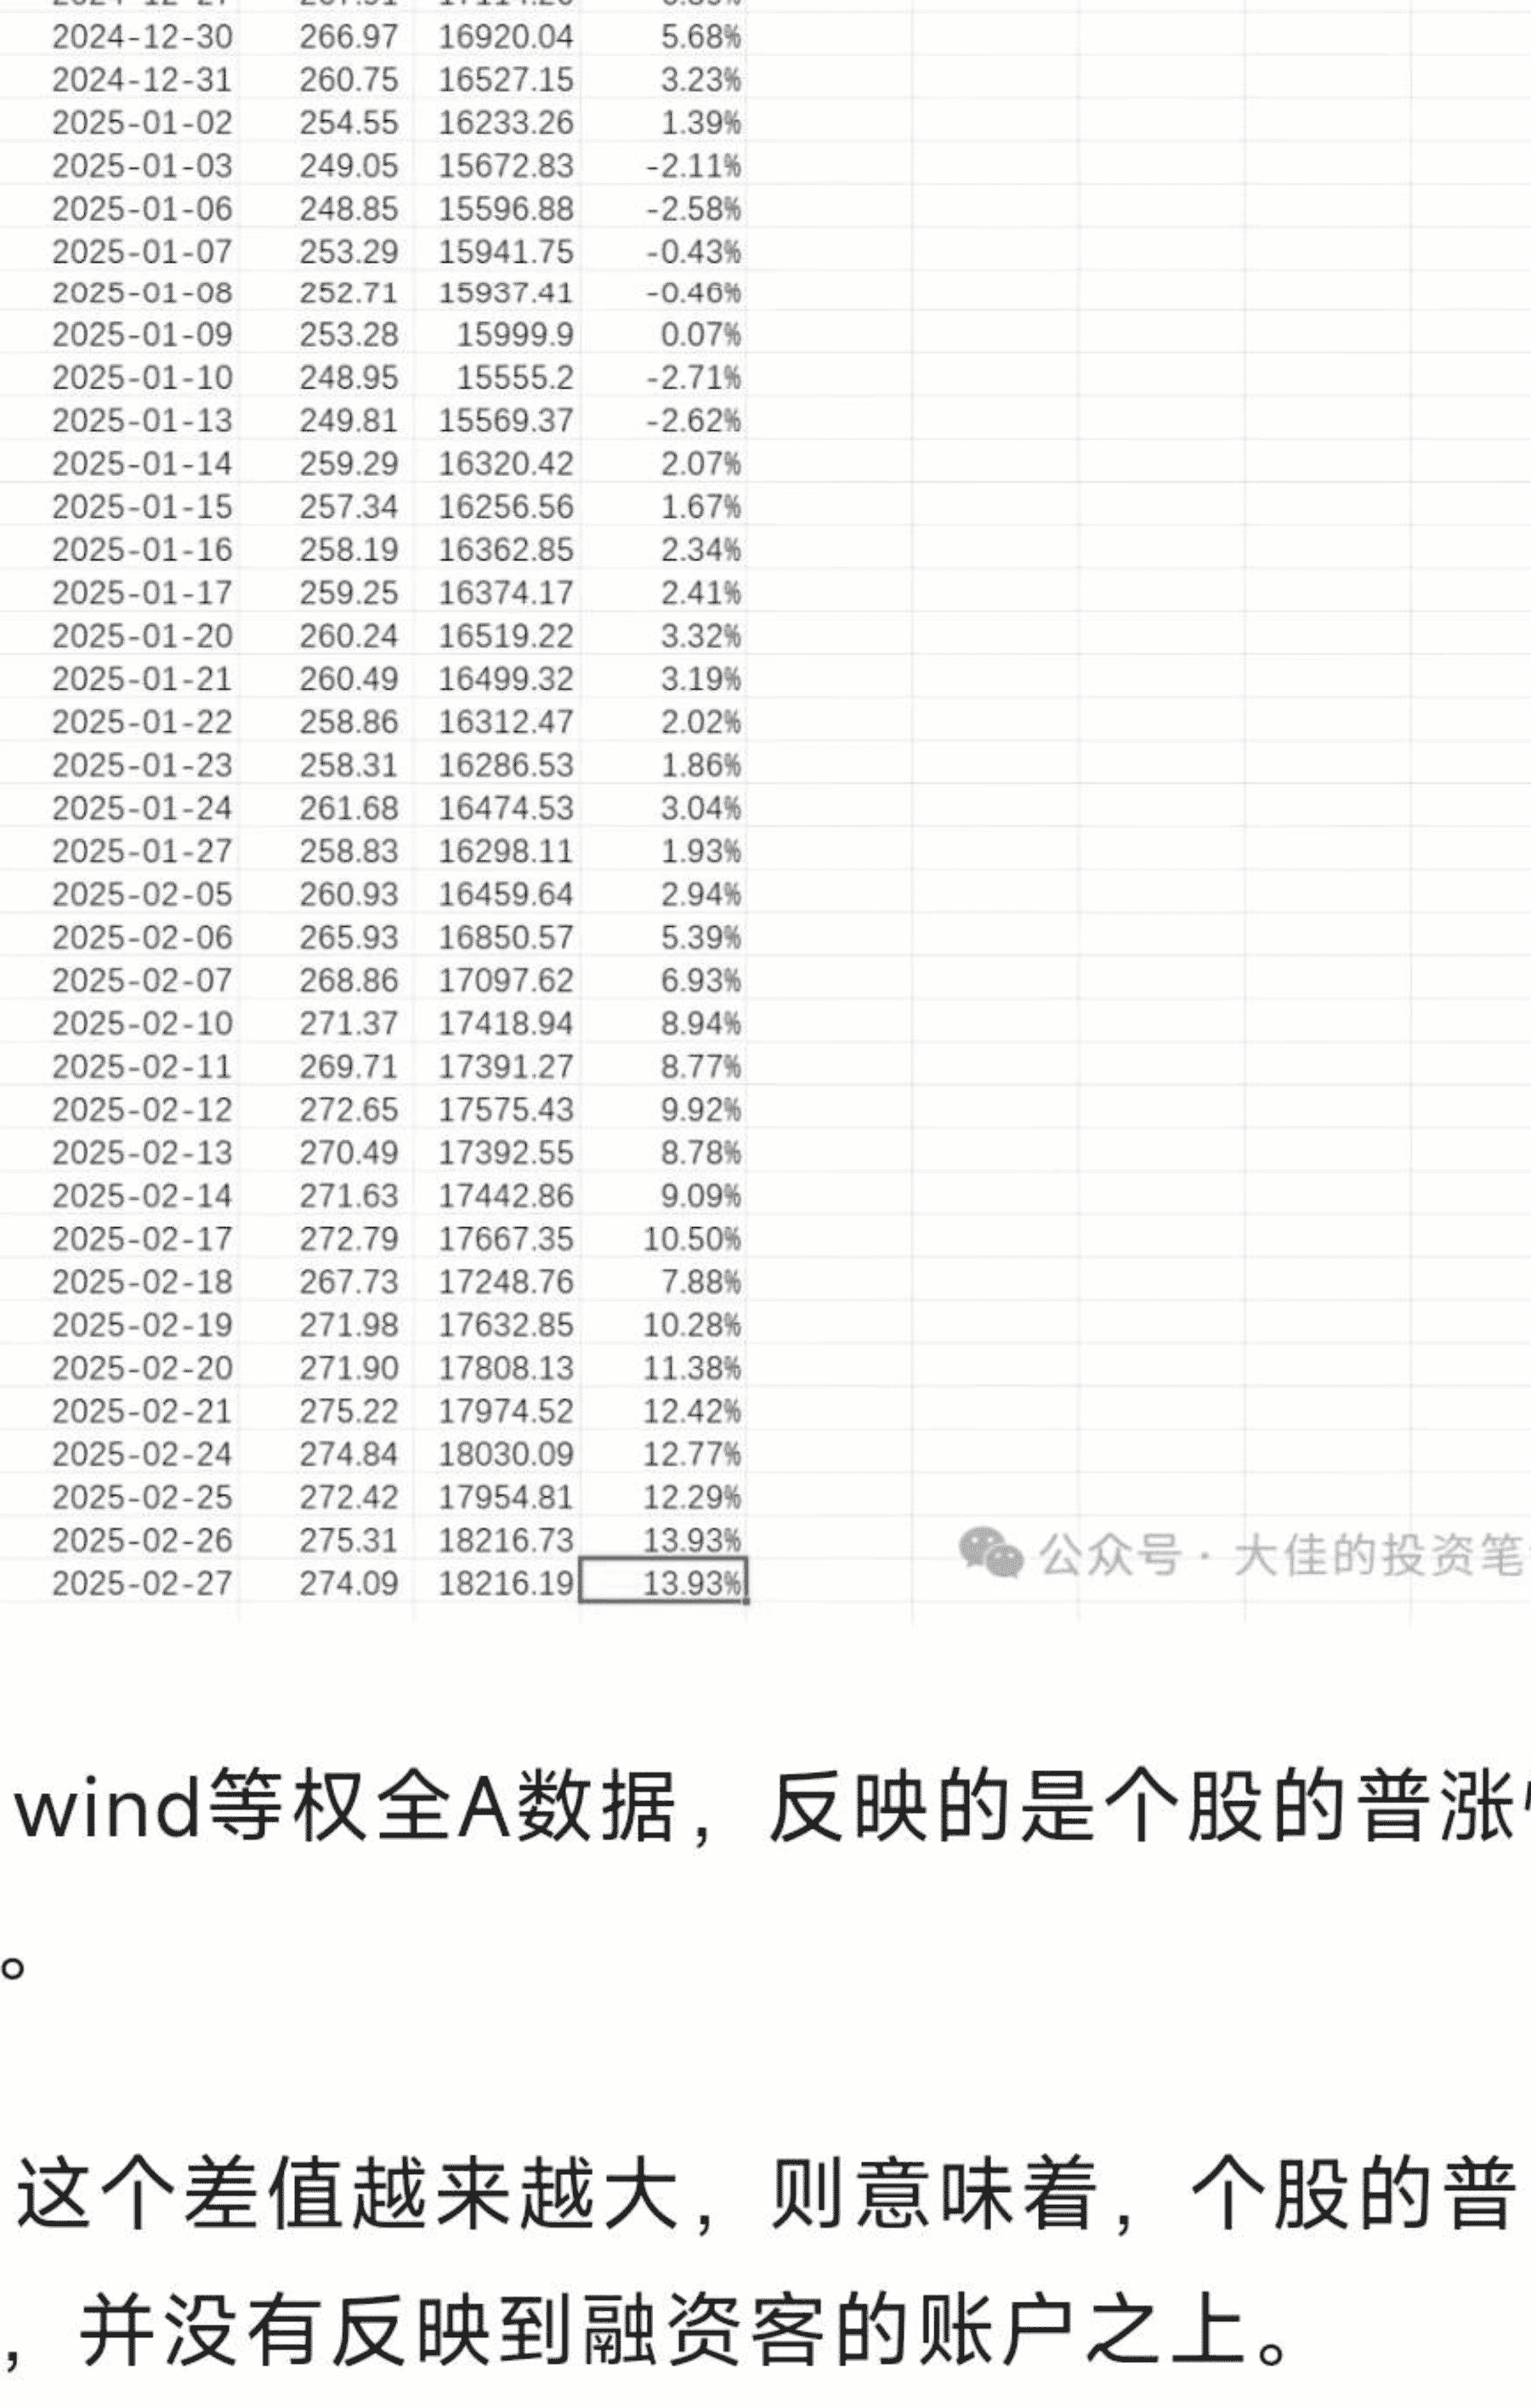 2024-12-30 266.97 16920.04 5.68%
2024-12-31 260.75 16527.15 3.23%
2025-01-02 254.55 16233.26 1.39%
2025-01-03 249.05 15672.83 -2.11%
2025-01-06 248.85 15596.88 -2.58%
2025-01-07 253.29 15941.75 -0.43%
2025-01-08 252.71 15937.41 -0.46%
2025-01-09 253.28 15999.9 0.07%
2025-01-10 248.95 15555.2 -2.71%
2025-01-13 249.81 15569.37 -2.62%
2025-01-14 259.29 16320.42 2.07%
2025-01-15 257.34 16256.56 1.67%
2025-01-16 258.19 16362.85 2.34%
2025-01-17 259.25 16374.17 2.41%
2025-01-20 260.24 16519.22 3.32%
2025-01-21 260.49 16499.32 3.19%
2025-01-22 258.86 16312.47 2.02%
2025-01-23 258.31 16286.53 1.86%
2025-01-24 261.68 16474.53 3.04%
2025-01-27 258.83 16298.11 1.93%
2025-02-05 260.93 16459.64 2.94%
2025-02-06 265.93 16850.57 5.39%
2025-02-07 268.86 17097.62 6.93%
2025-02-10 271.37 17418.94 8.94%
2025-02-11 269.71 17391.27 8.77%
2025-02-12 272.65 17575.43 9.92%
2025-02-13 270.49 17392.55 8.78%
2025-02-14 271.63 17442.86 9.09%
2025-02-17 272.79 17667.35 10.50%
2025-02-18 267.73 17248.76 7.88%
2025-02-19 271.98 17632.85 10.28%
2025-02-20 271.90 17808.13 11.38%
2025-02-21 275.22 17974.52 12.42%
2025-02-24 274.84 18030.09 12.77%
2025-02-25 272.42 17954.81 12.29%
2025-02-26 275.31 18216.73 13.93%
2025-02-27 274.09 18216.19 13.93%
公众号 · 大佳的投资笔
wind等权全A数据，反映的是个股的普涨
。
这个差值越来越大，则意味着，个股的普
，并没有反映到融资客的账户之上。